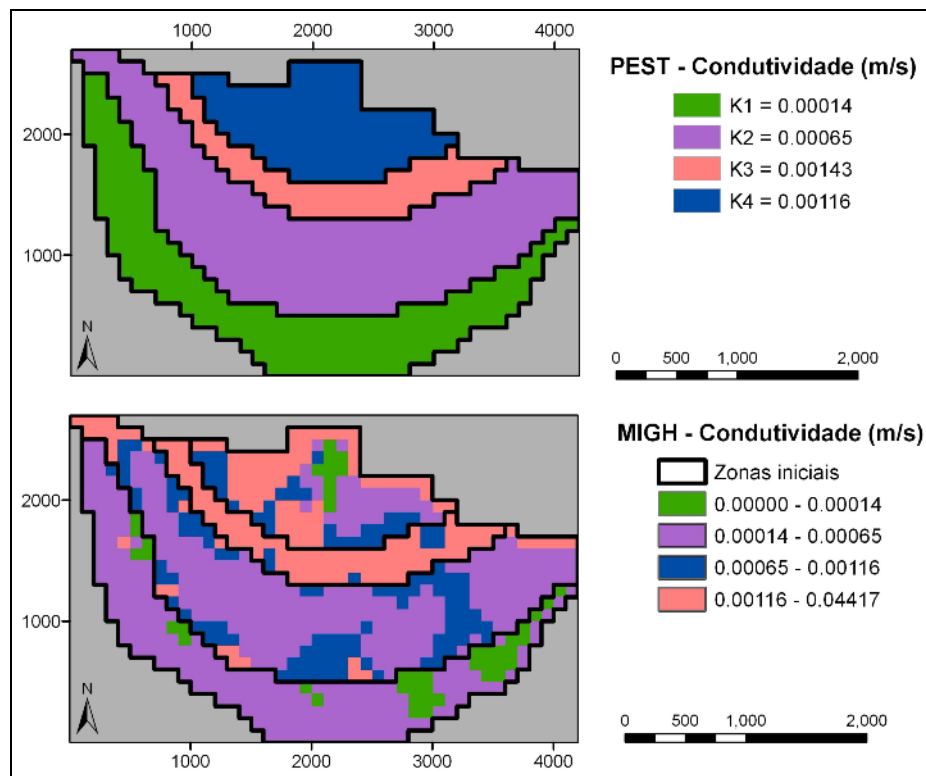 1000 2000 3000 4000
2000
1000
N
PEST - Condutividade (m/s)
K1 = 0.00014
K2 = 0.00065
K3 = 0.00143
K4 = 0.00116
0 500 1,000 2,000
2000
1000
N
1000 2000 3000 4000
MIGH - Condutividade (m/s)
Zonas iniciais
0.00000 - 0.00014
0.00014 - 0.00065
0.00065 - 0.00116
0.00116 - 0.04417
0 500 1,000 2,000